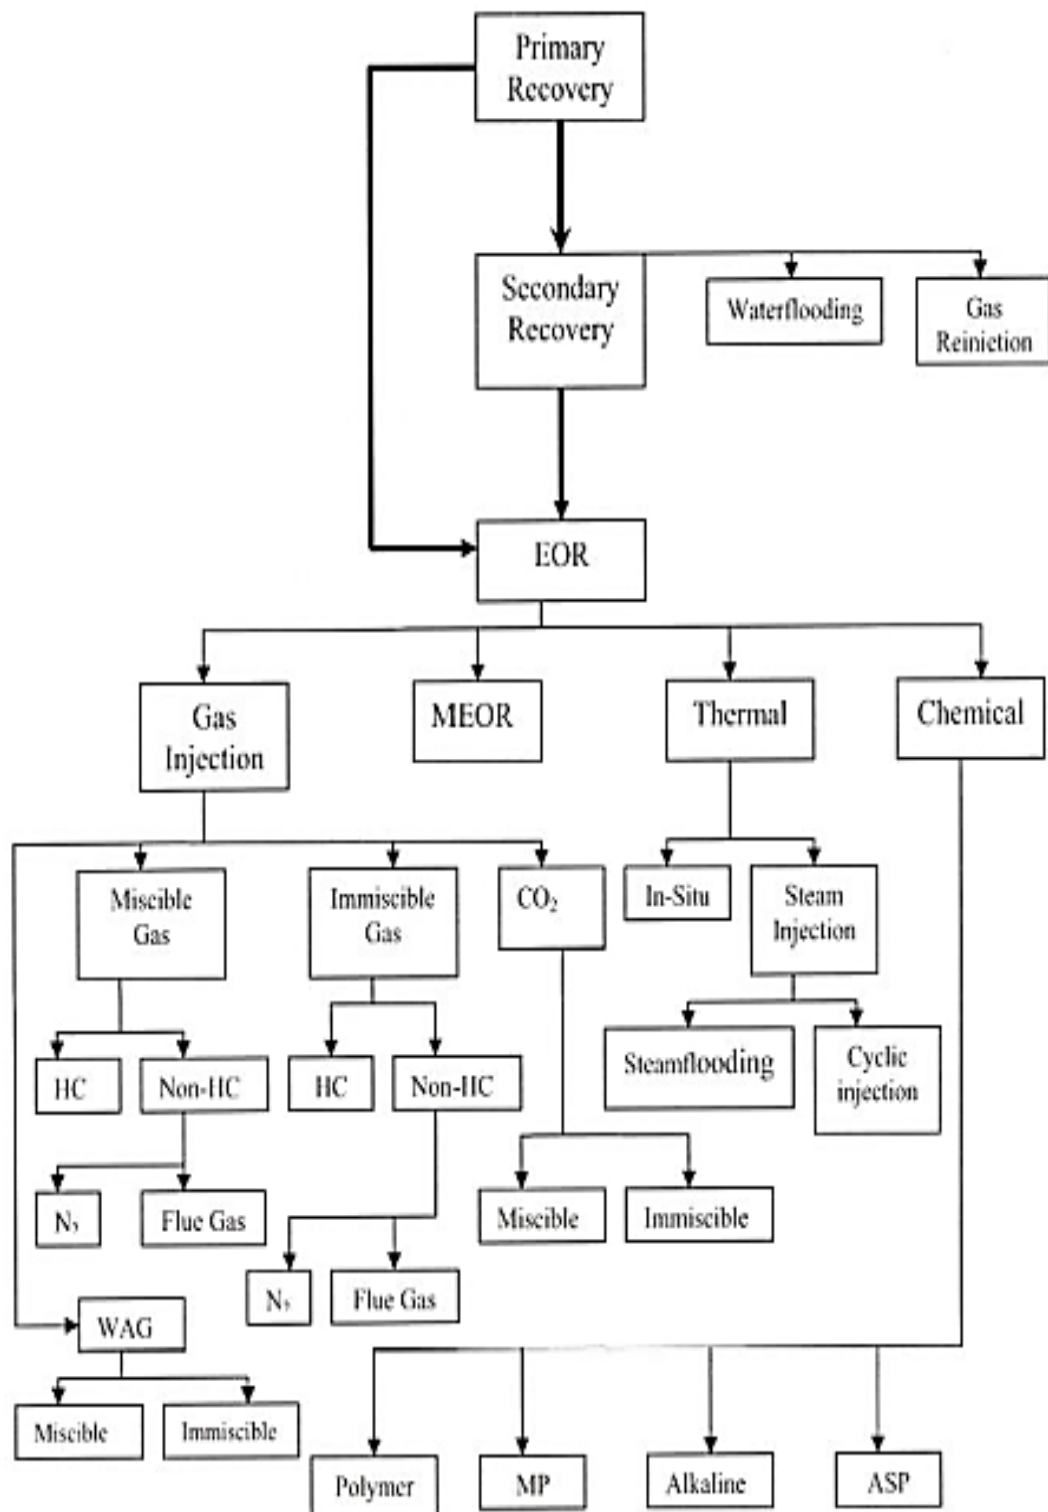 Primary
Recovery
Secondary
Recovery
Waterflooding
Gas
Reiniction
EOR
Gas
Injection
MEOR
Thermal
Chemical
Miscible
Gas
Immiscible
Gas
CO₂
In-Situ
Steam
Injection
HC
Non-HC
HC
Non-HC
Steamflooding
Cyclic
injection
Flue Gas
Miscible
Immiscible
Flue Gas
WAG
Miscible
Immiscible
Polymer
MP
Alkaline
ASP